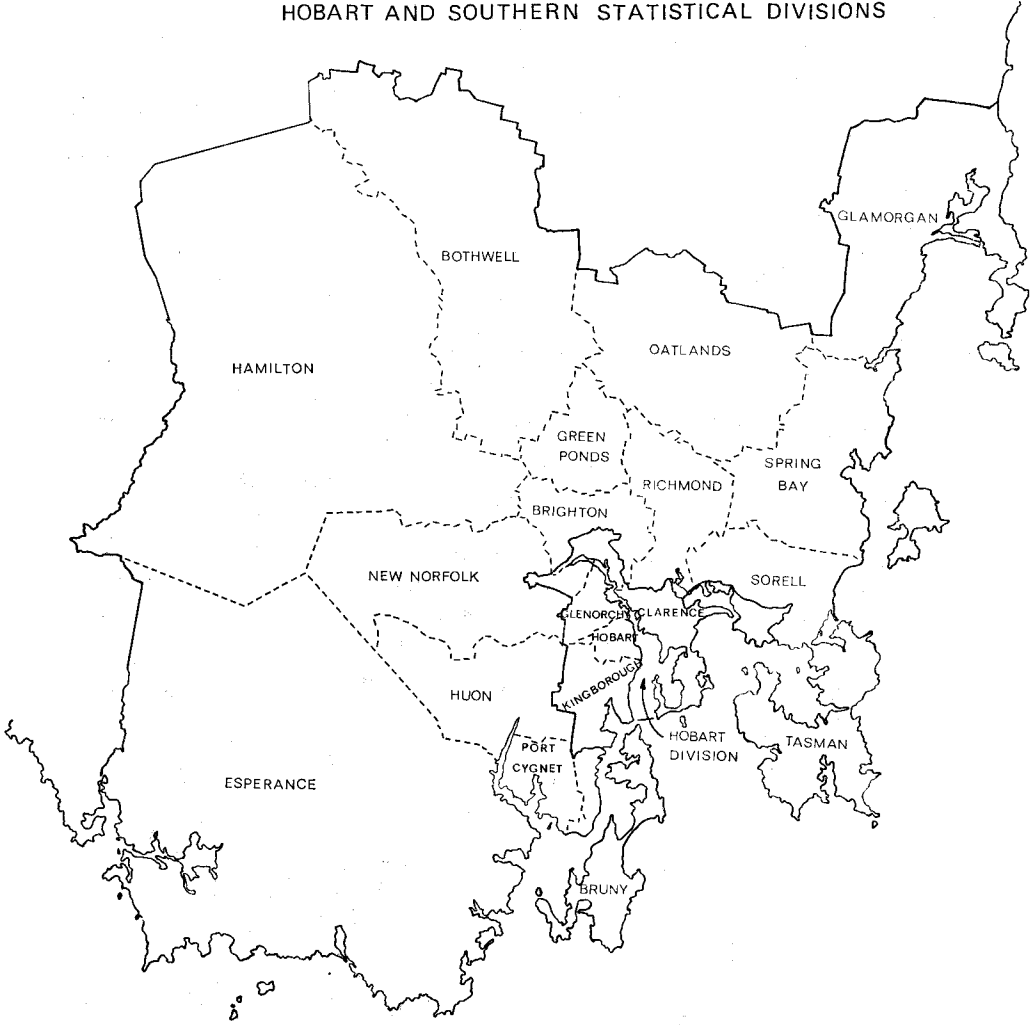 HOBART AND SOUTHERN STATISTICAL DIVISIONS
GLAMORGAN
BOTHWELL
OATLANDS
HAMILTON
GREEN
PONDS
SPRING
BAY
RICHMOND
BRIGHTON
NEW NORFOLK
SORELL
GLENORCHY
CLARENCE
HOBART
KINGBOROUGH
HUON
HOBART
DIVISION
TASMAN
PORT
CYGNET
ESPERANCE
BRUNY